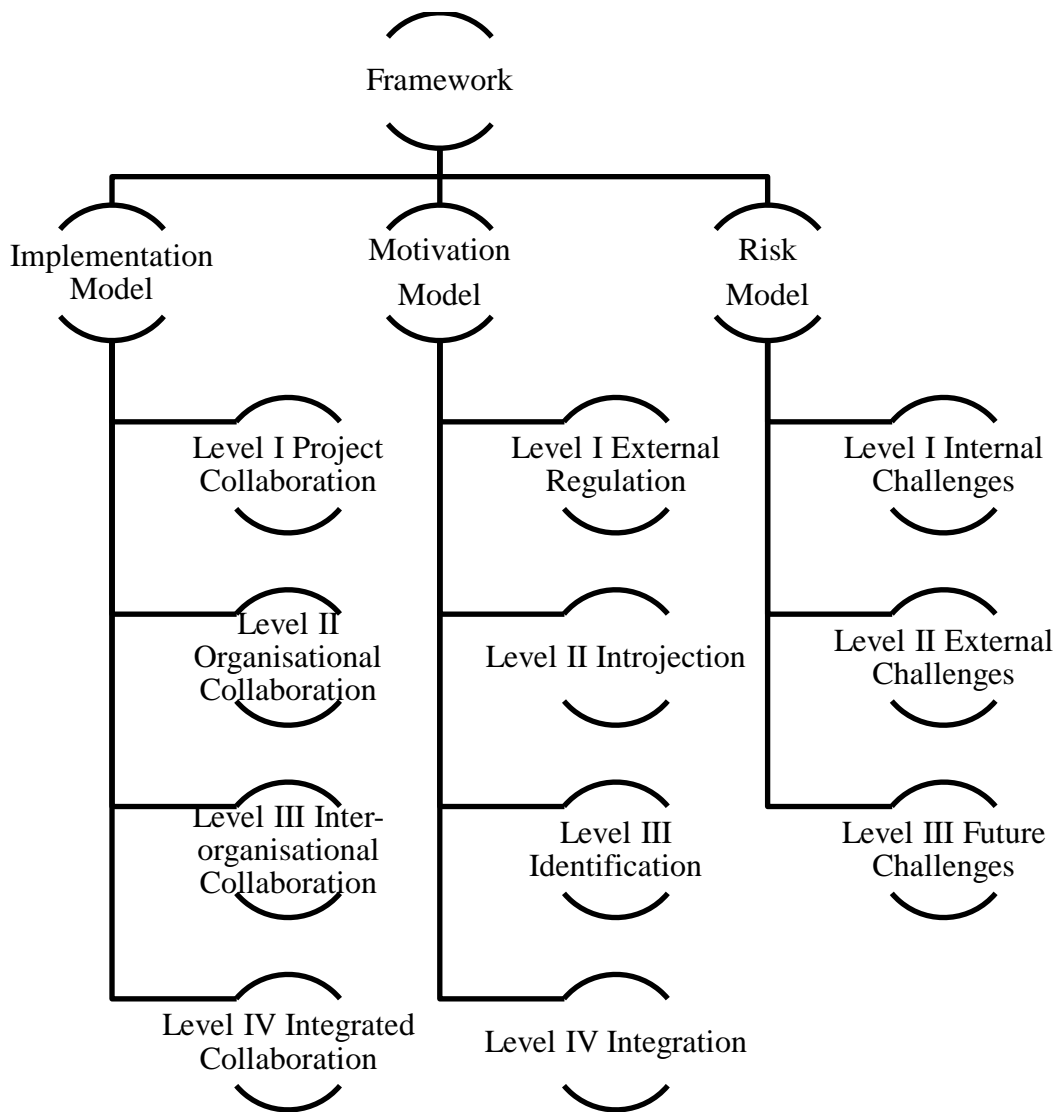 Framework
Implementation
Model
Motivation
Model
Risk
Model
Level I Project
Collaboration
Level II
Organisational
Collaboration
Level III Inter-
organisational
Collaboration
Level IV Integrated
Collaboration
Level I External
Regulation
Level II Introjection
Level III
Identification
Level IV Integration
Level I Internal
Challenges
Level II External
Challenges
Level III Future
Challenges